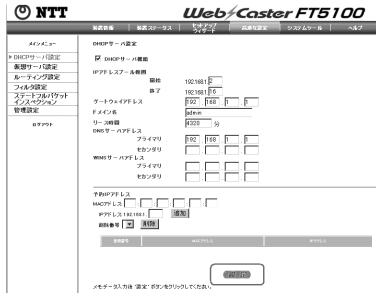 NTT Web Caster FT5100
装置情報 装置ステータス セットアップウィザード 高度な設定 システムツール ヘルプ
メインメニュー
DHCPサーバ設定
仮想サーバ設定
ルーティング設定
フィルタ設定
ステートフルパケットインスペクション
管理設定
ログアウト
DHCPサーバ設定
DHCPサーバ機能
IPアドレスプール範囲
開始 192.168.1. 2
終了 192.168.1. 16
ゲートウェイアドレス 192 . 168 . 1 . 1
ドメイン名 admin
リース時間 4320 分
DNSサーバアドレス
プライマリ 192 . 168 . 1 . 1
セカンダリ
WINSサーバアドレス
プライマリ
セカンダリ
予約IPアドレス
MACアドレス
IPアドレス 192.168.1. 追加
削除番号 削除
MACアドレス IPアドレス
メモデータ入力後 '設定' ボタンをクリックしてください。